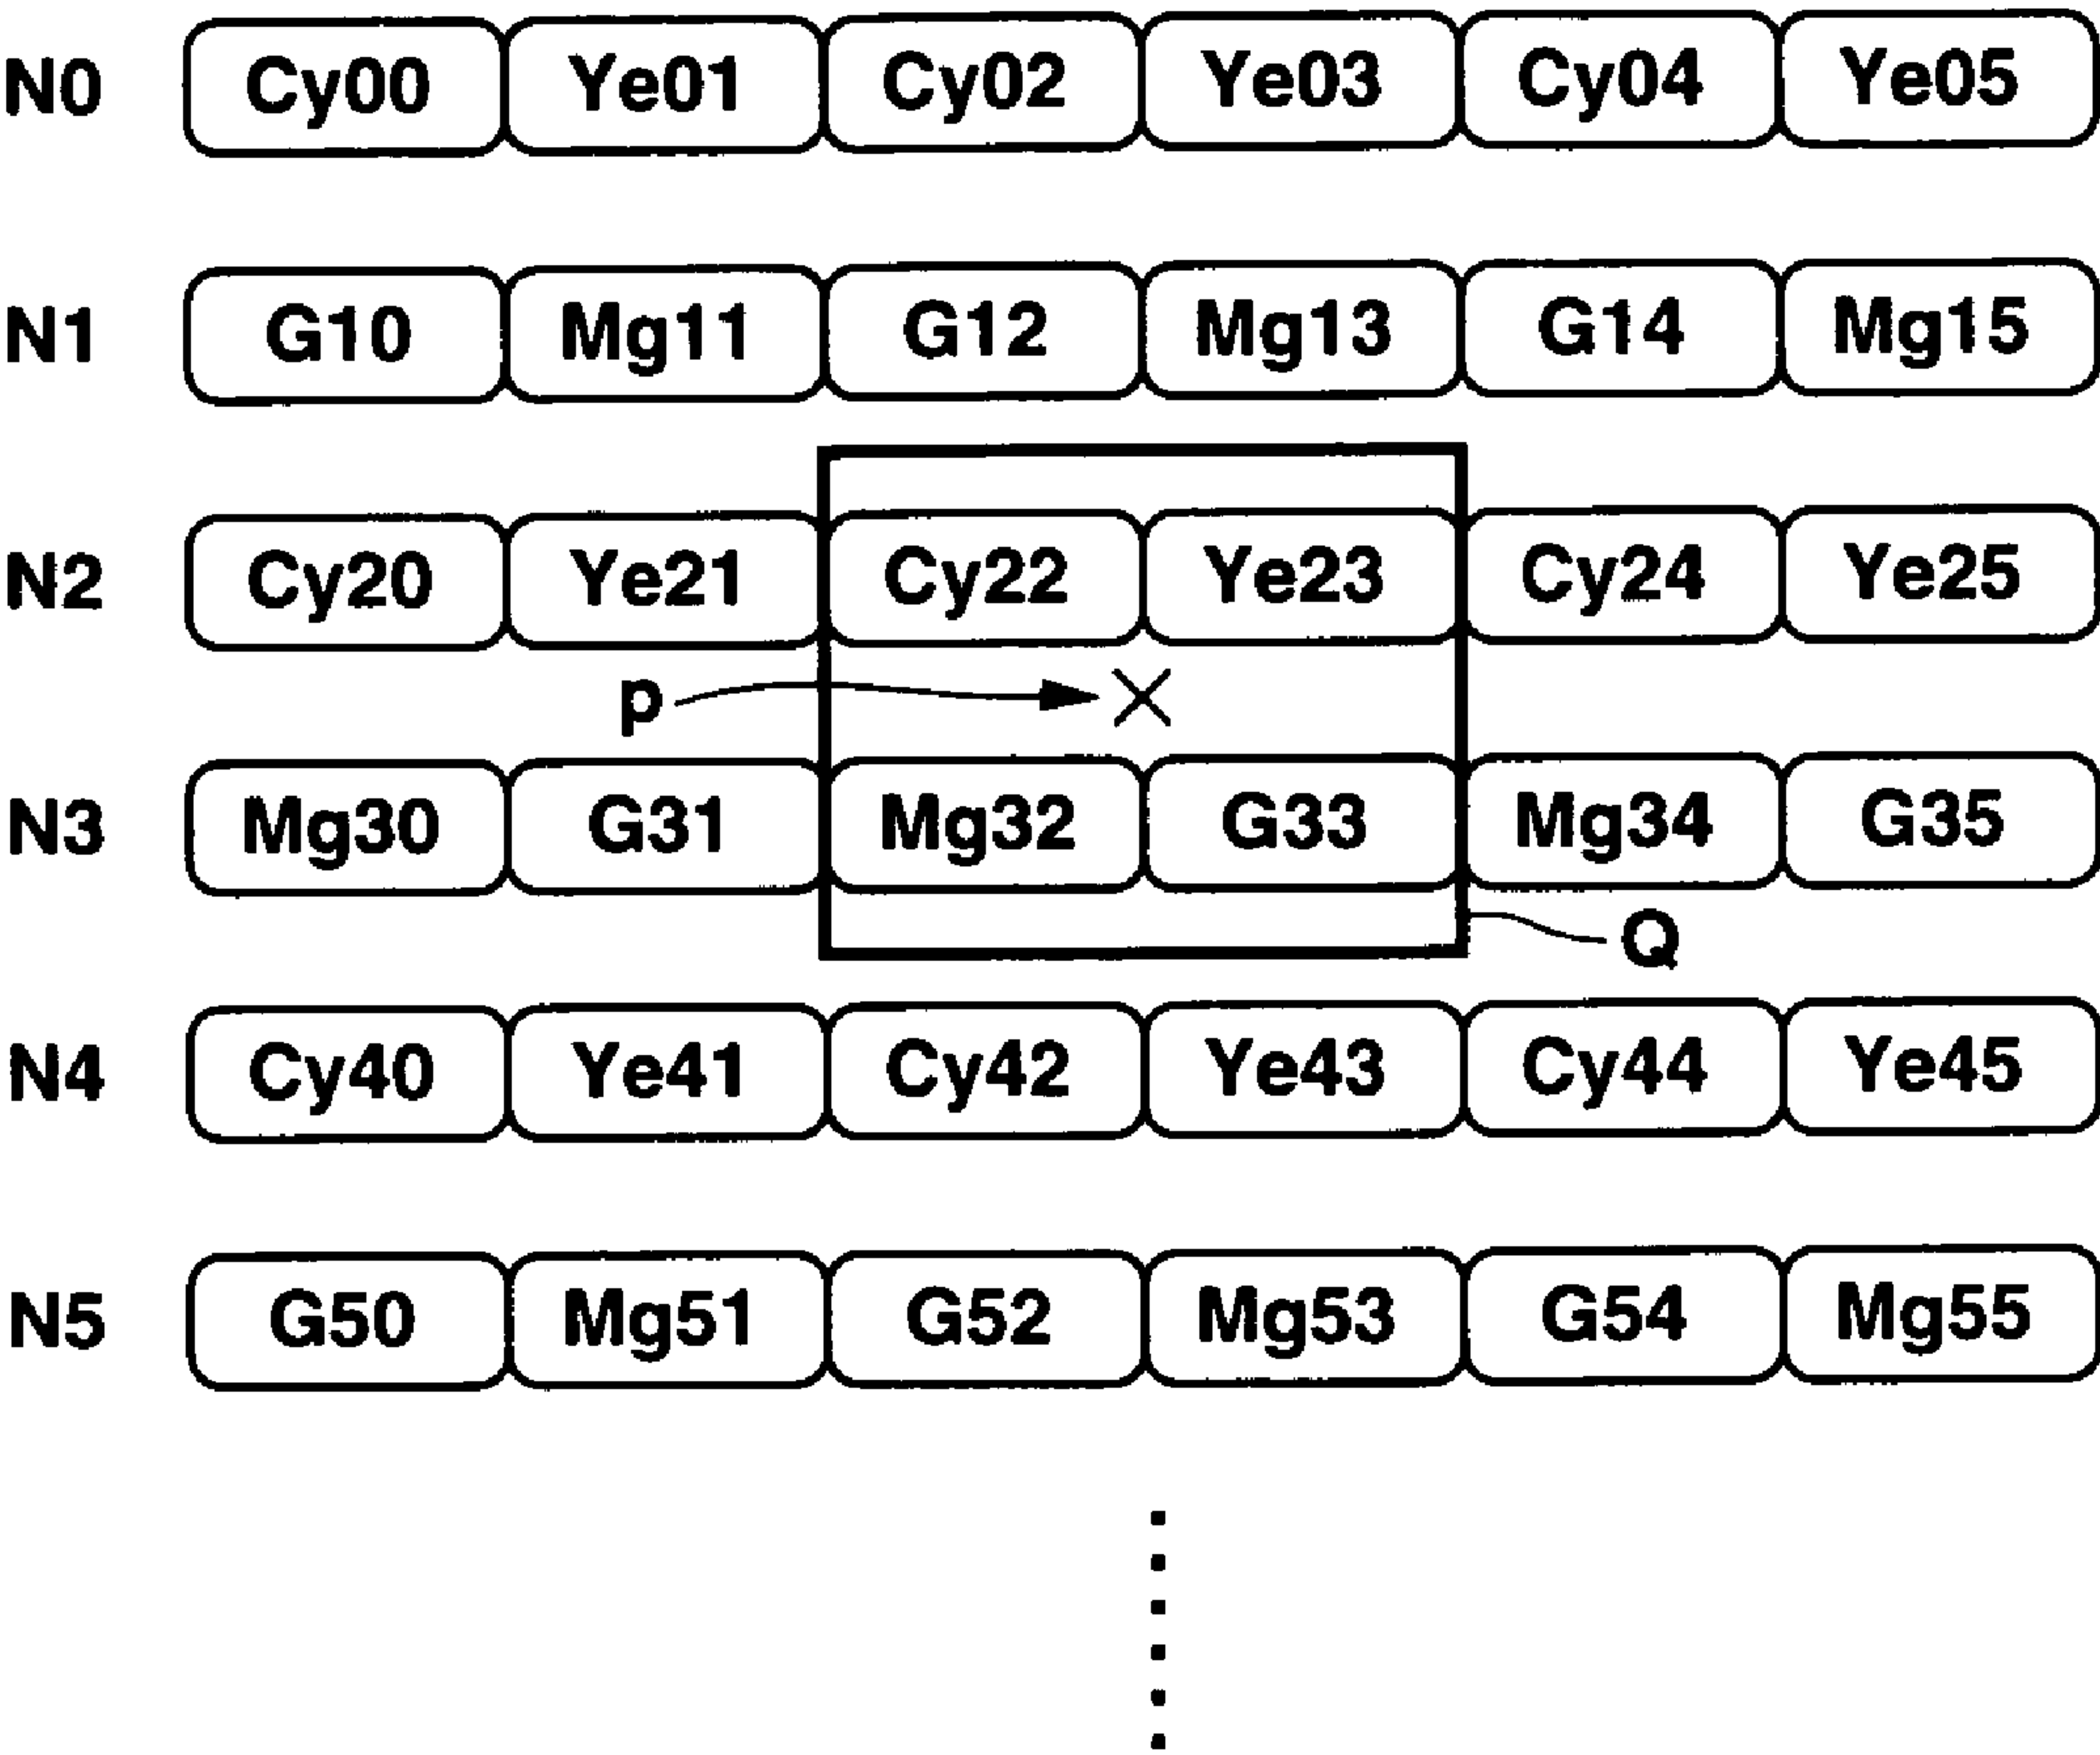 N0 Cy00 Ye01 Cy02 Ye03 Cy04 Ye05
N1 G10 Mg11 G12 Mg13 G14 Mg15
N2 Cy20 Ye21 Cy22 Ye23 Cy24 Ye25
p
N3 Mg30 G31 Mg32 G33 Mg34 G35
Q
N4 Cy40 Ye41 Cy42 Ye43 Cy44 Ye45
N5 G50 Mg51 G52 Mg53 G54 Mg55